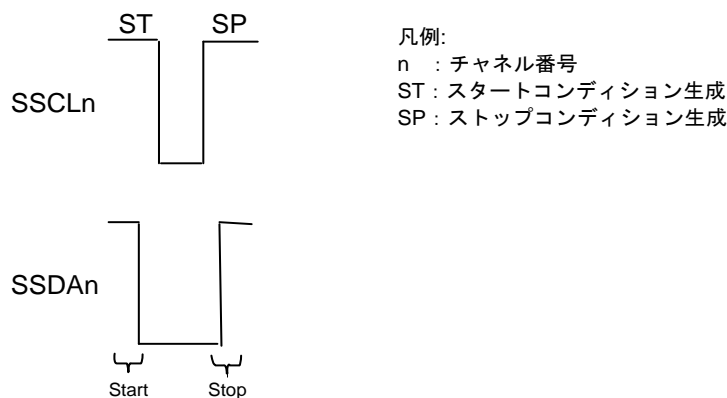 ST SP
SSCLn
SSDAn
Start Stop
凡例:
n ：チャネル番号
ST：スタートコンディション生成
SP：ストップコンディション生成